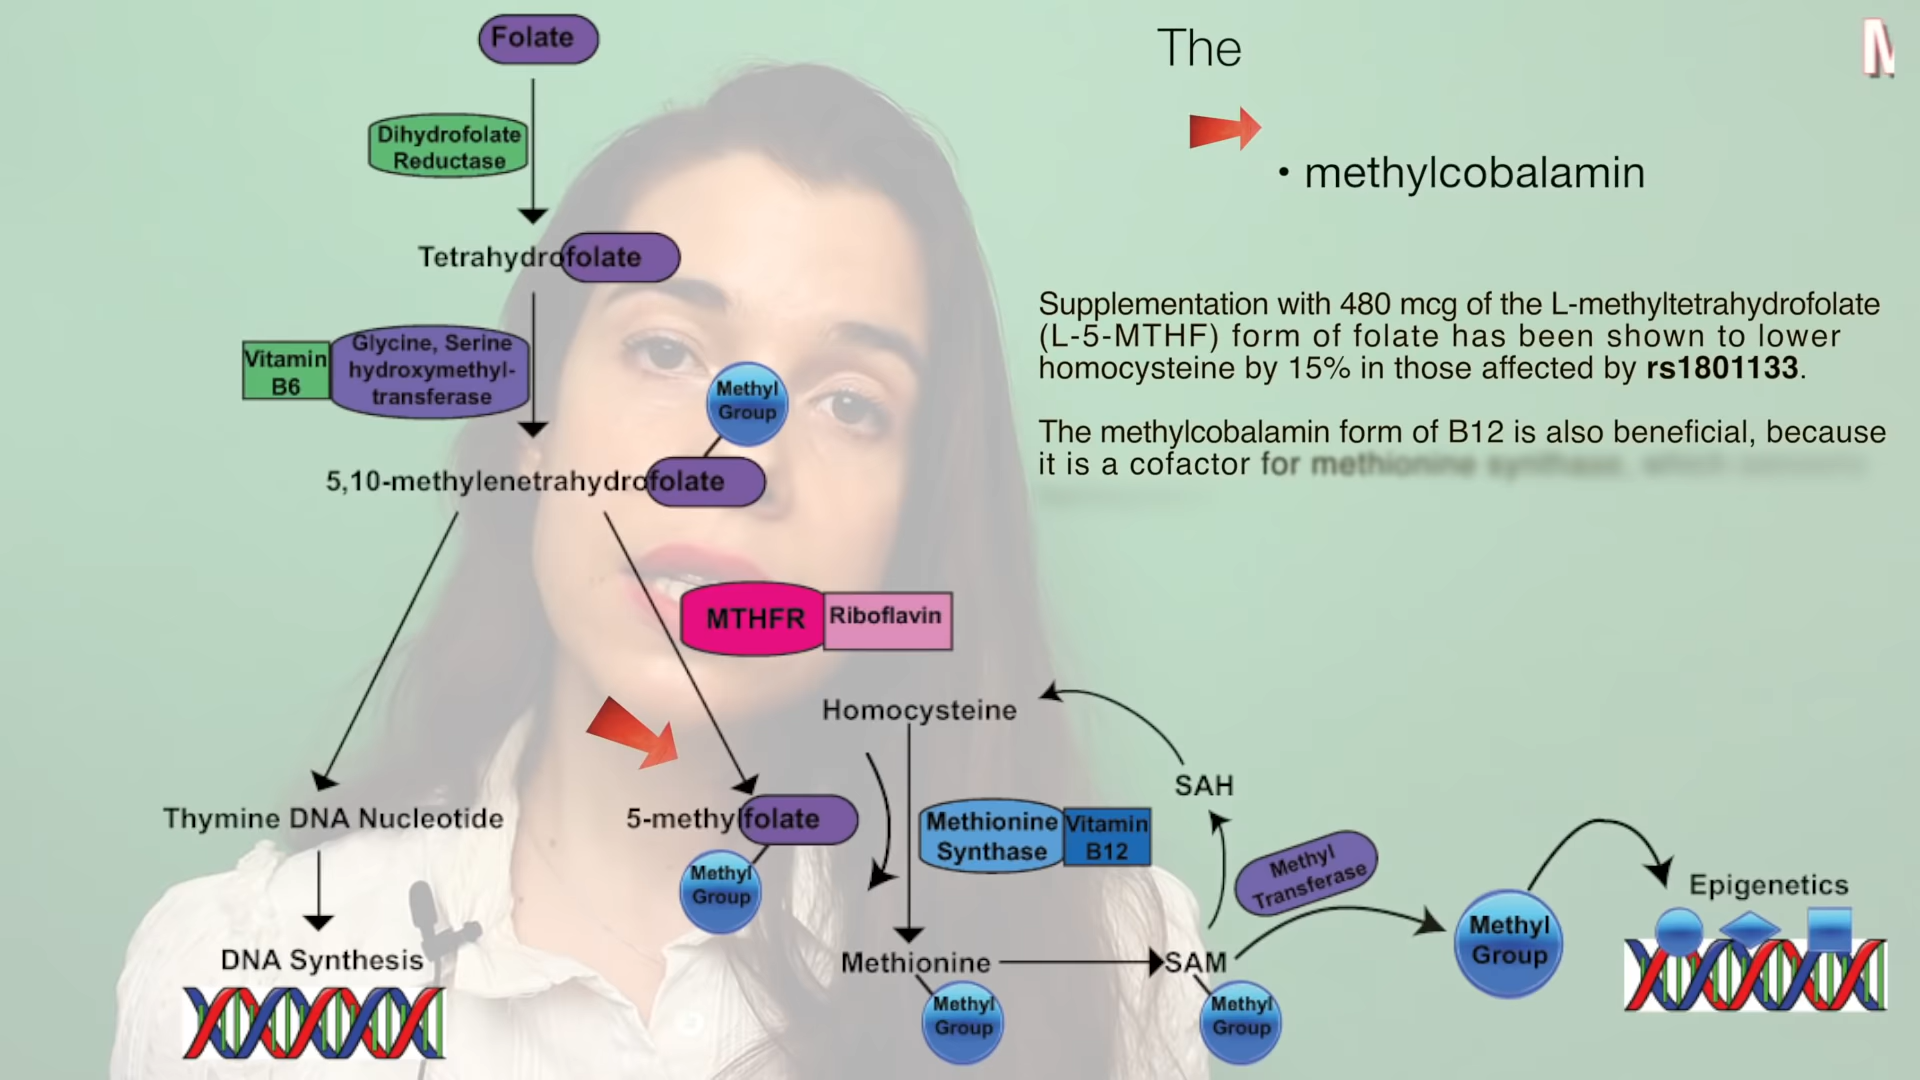 Folate
Dihydrofolate
Reductase
Tetrahydrofolate
Vitamin
B6
Glycine, Serine
hydroxymethyl-
transferase
Methyl
Group
5,10-methylenetrahydrofolate
MTHFR
Riboflavin
Homocysteine
Thymine DNA Nucleotide
5-methylfolate
Methyl
Group
Methionine
Synthase
Vitamin
B12
SAH
Methyl
Transferase
DNA Synthesis
Methionine
Methyl
Group
SAM
Methyl
Group
Methyl
Group
Epigenetics
The
• methylcobalamin
Supplementation with 480 mcg of the L-methyltetrahydrofolate
(L-5-MTHF) form of folate has been shown to lower
homocysteine by 15% in those affected by rs1801133.
The methylcobalamin form of B12 is also beneficial, because
it is a cofactor for methionine synthase, which
M